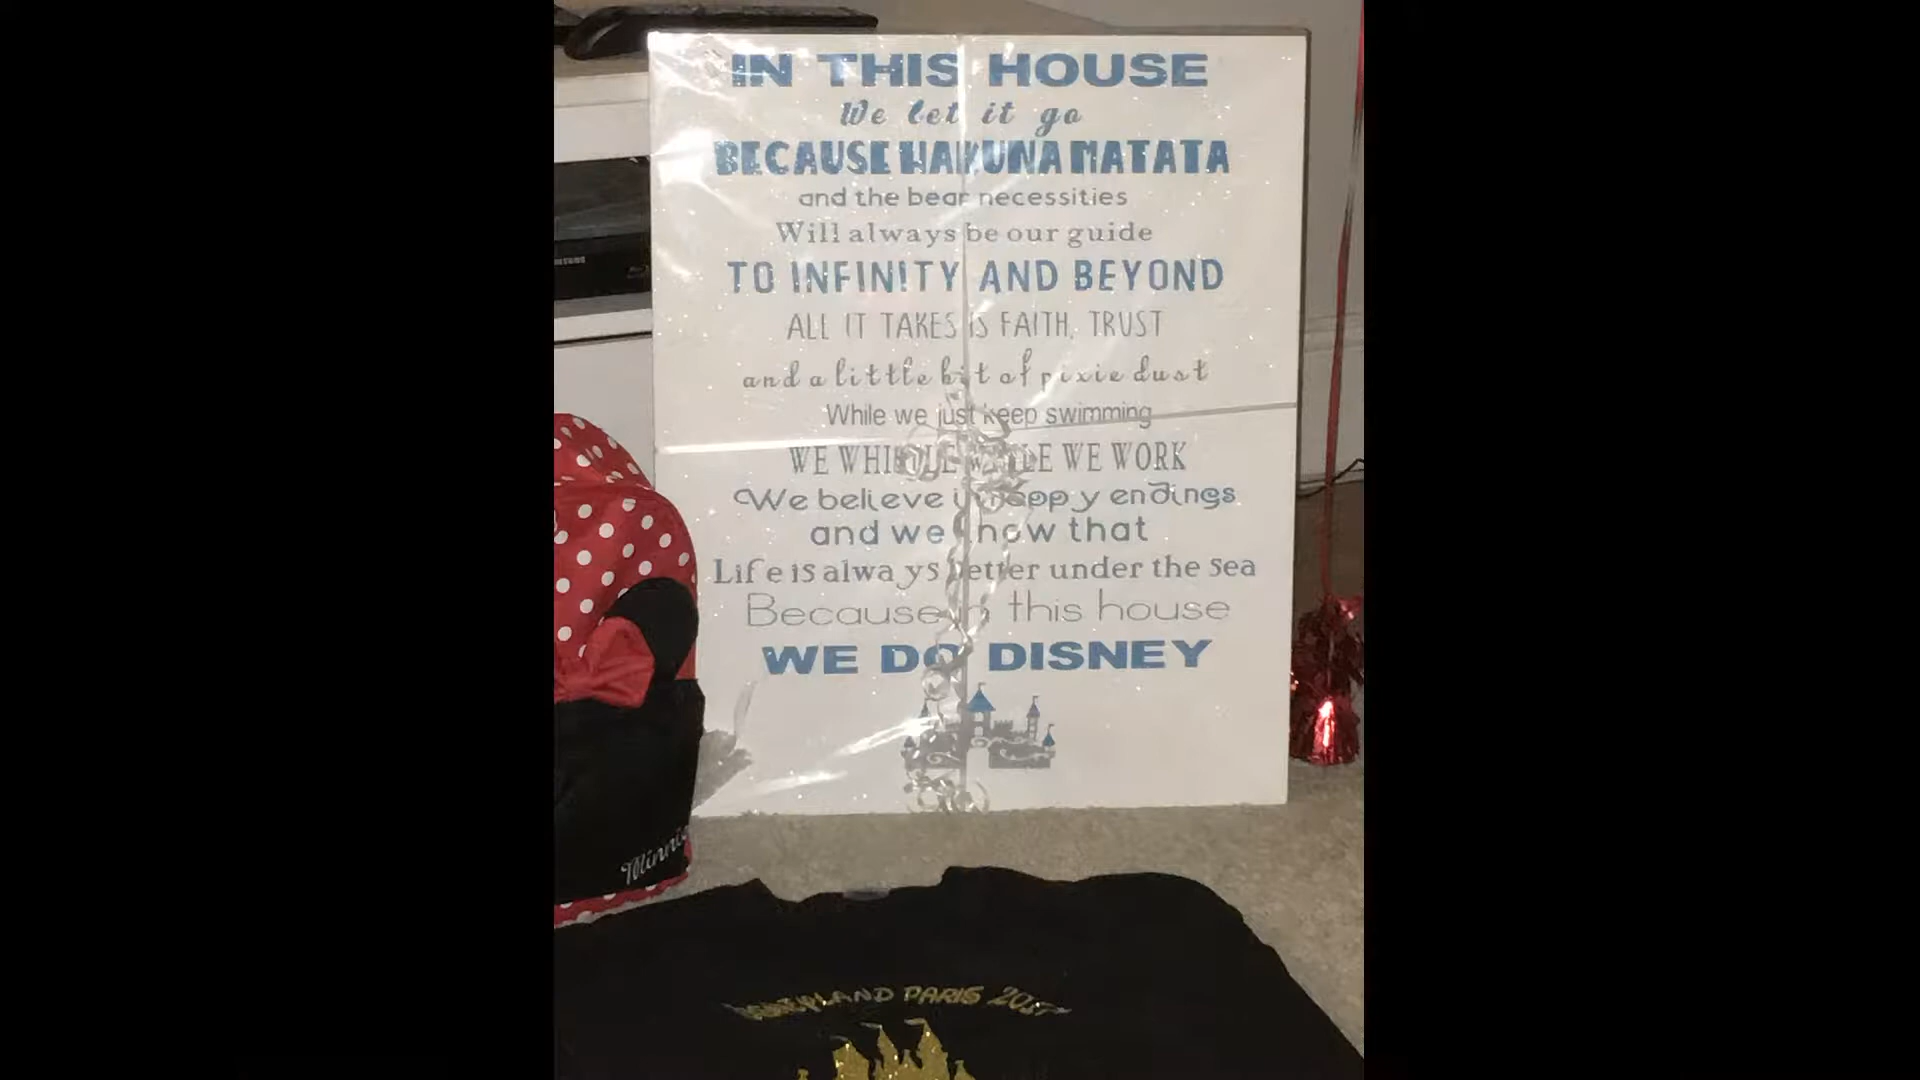 IN THIS HOUSE
We let it go
BECAUSE HAKUNA MATATA
and the bear necessities
Will always be our guide
TO INFINITY AND BEYOND
ALL IT TAKES IS FAITH, TRUST
and a little bit of pixie dust
While we just keep swimming
WE WHISTLE WHILE WE WORK
We believe in happy endings
and we know that
Life is always better under the sea
Because in this house
WE DO DISNEY
Minnie
DISNEYLAND PARIS